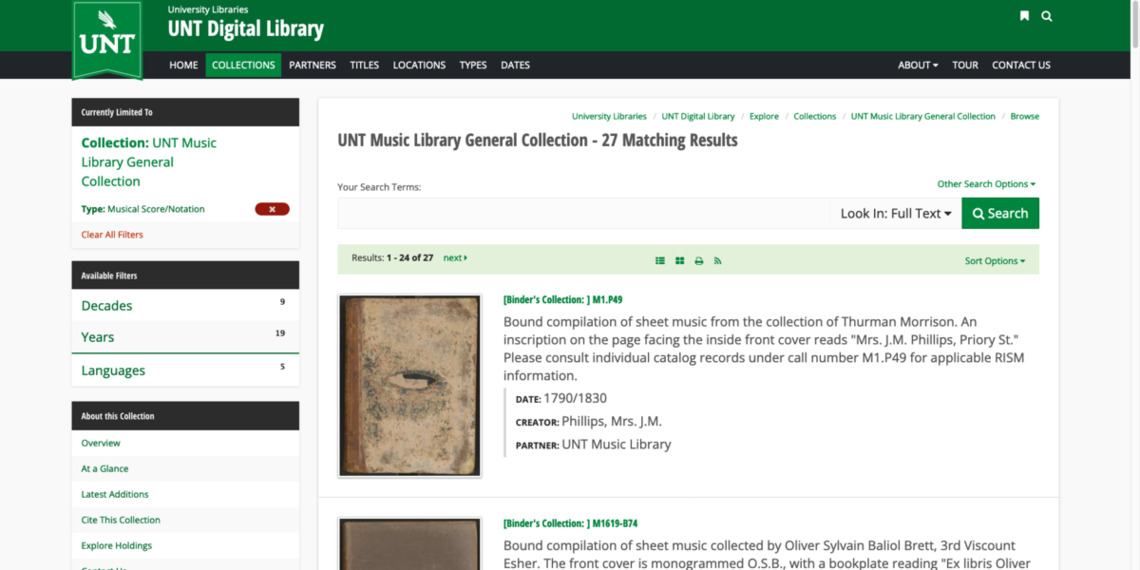 University Libraries
UNT Digital Library
UNT
HOME COLLECTIONS PARTNERS TITLES LOCATIONS TYPES DATES ABOUT TOUR CONTACT US
Currently Limited To
Collection: UNT Music
Library General
Collection
Type: Musical Score/Notation x
Clear All Filters
Available Filters
Decades 9
Years 19
Languages 5
About this Collection
Overview
At a Glance
Latest Additions
Cite This Collection
Explore Holdings
Contact Us
University Libraries / UNT Digital Library / Explore / Collections / UNT Music Library General Collection / Browse
UNT Music Library General Collection - 27 Matching Results
Your Search Terms:
Other Search Options
Look In: Full Text Search
Results: 1 - 24 of 27 next
Sort Options
[Binder's Collection: ] M1.P49
Bound compilation of sheet music from the collection of Thurman Morrison. An
inscription on the page facing the inside front cover reads "Mrs. J.M. Phillips, Priory St."
Please consult individual catalog records under call number M1.P49 for applicable RISM
information.
DATE: 1790/1830
CREATOR: Phillips, Mrs. J.M.
PARTNER: UNT Music Library
[Binder's Collection: ] M1619-B74
Bound compilation of sheet music collected by Oliver Sylvain Baliol Brett, 3rd Viscount
Esher. The front cover is monogrammed O.S.B., with a bookplate reading "Ex libris Oliver